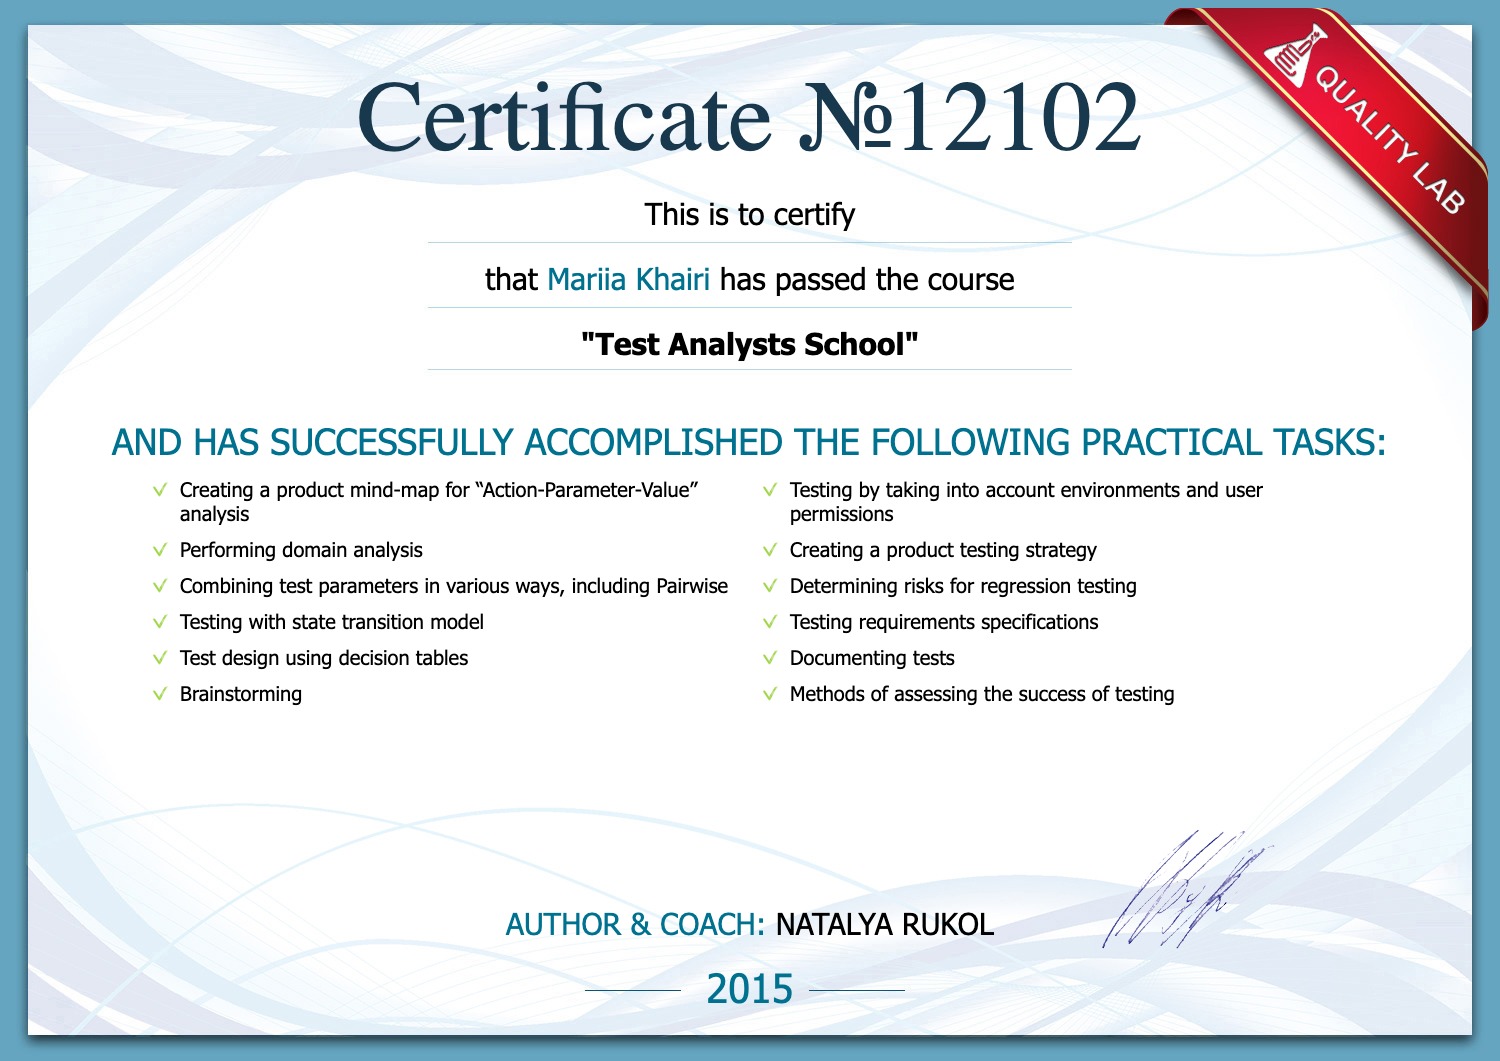 Certificate №12102
QUALITY LAB
This is to certify
that Mariia Khairi has passed the course
"Test Analysts School"
AND HAS SUCCESSFULLY ACCOMPLISHED THE FOLLOWING PRACTICAL TASKS:
Creating a product mind-map for “Action-Parameter-Value”
analysis
Performing domain analysis
Combining test parameters in various ways, including Pairwise
Testing with state transition model
Test design using decision tables
Brainstorming
Testing by taking into account environments and user
permissions
Creating a product testing strategy
Determining risks for regression testing
Testing requirements specifications
Documenting tests
Methods of assessing the success of testing
AUTHOR & COACH: NATALYA RUKOL
2015